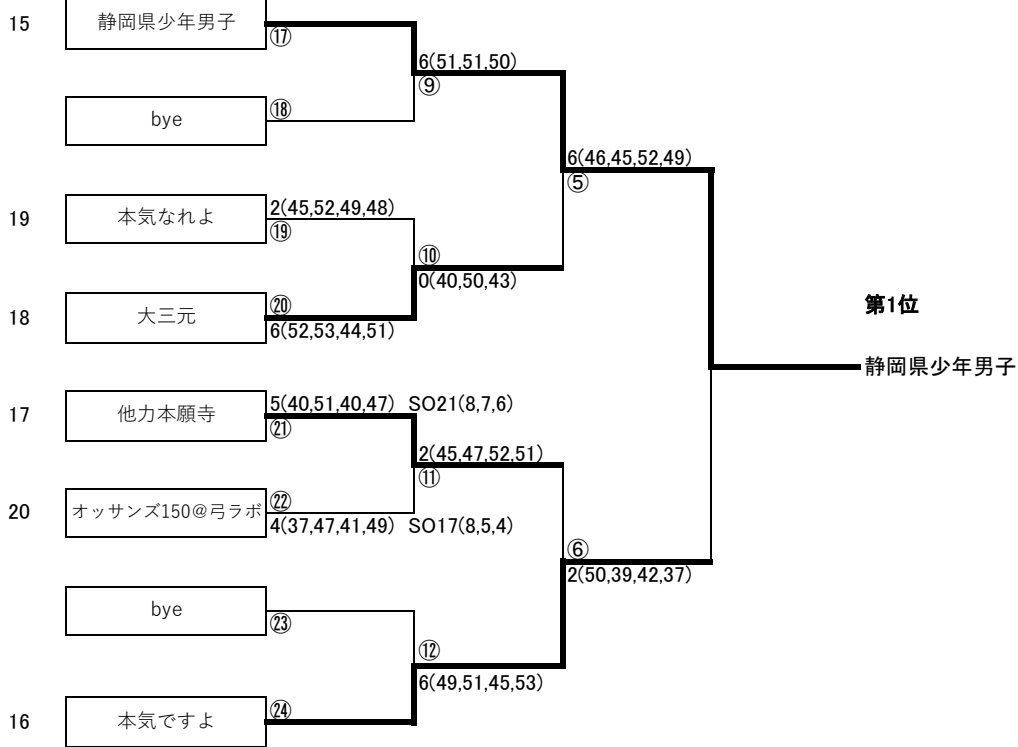 15 静岡県少年男子
⑰
6(51,51,50)
⑨
bye
⑱
6(46,45,52,49)
⑤
19 本気なれよ
2(45,52,49,48)
⑲
⑩
0(40,50,43)
18 大三元
⑳
6(52,53,44,51)
第1位
静岡県少年男子
17 他力本願寺
5(40,51,40,47) SO21(8,7,6)
㉑
2(45,47,52,51)
⑪
20 オッサンズ150@弓ラボ
㉒
4(37,47,41,49) SO17(8,5,4)
⑥
2(50,39,42,37)
bye
㉓
⑫
6(49,51,45,53)
16 本気ですよ
㉔